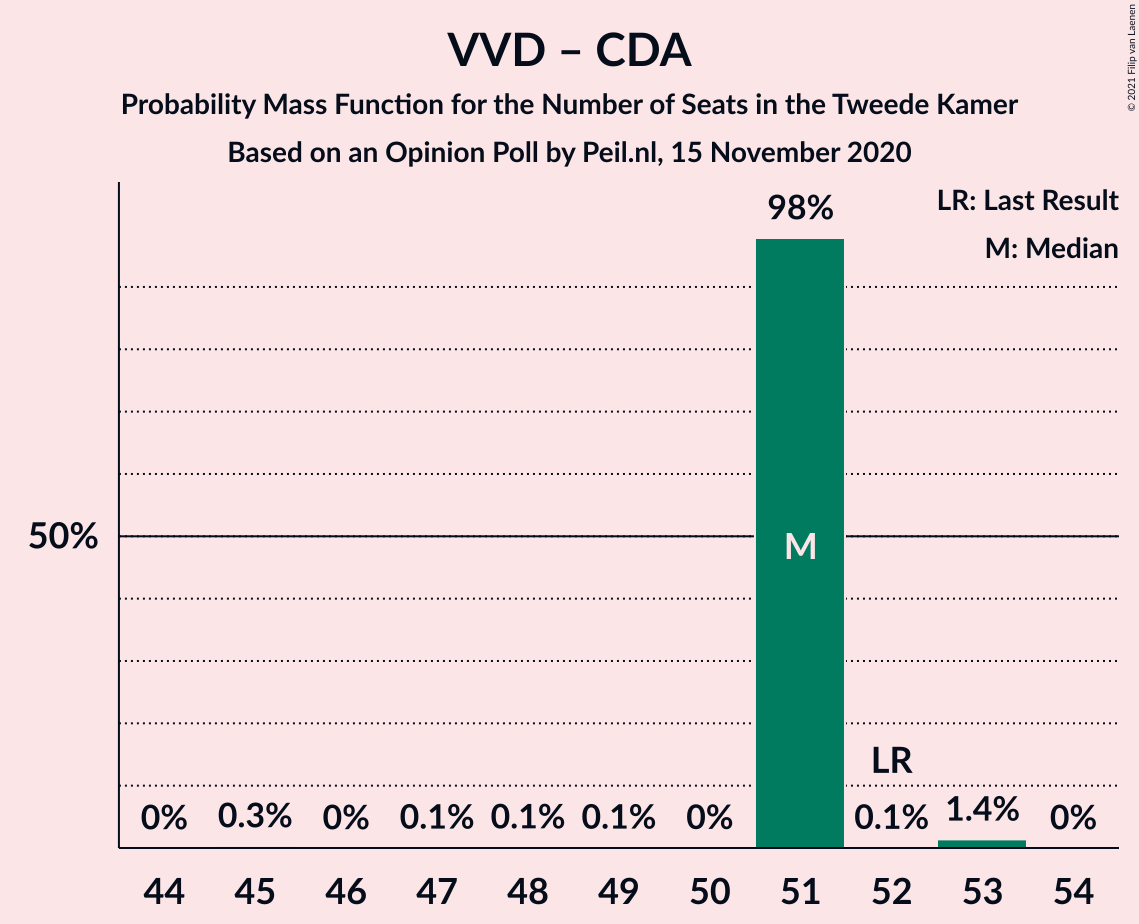 VVD – CDA
Probability Mass Function for the Number of Seats in the Tweede Kamer
Based on an Opinion Poll by Peil.nl, 15 November 2020
© 2021 Filip van Laenen
LR: Last Result
M: Median
98%
50%
M
LR
0% 0.3% 0% 0.1% 0.1% 0.1% 0% 0.1% 1.4% 0%
44 45 46 47 48 49 50 51 52 53 54